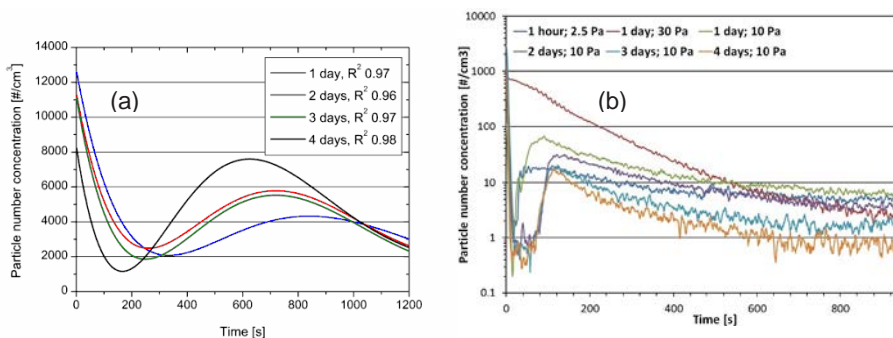 (a)
Particle number concentration [#/cm³]
14000
12000
10000
8000
6000
4000
2000
0
1 day, R² 0.97
2 days, R² 0.96
3 days, R² 0.97
4 days, R² 0.98
0 200 400 600 800 1000 1200
Time [s]
(b)
Particle number concentration [#/cm3]
10000
1000
100
10
1
0.1
1 hour; 2.5 Pa 1 day; 30 Pa 1 day; 10 Pa
2 days; 10 Pa 3 days; 10 Pa 4 days; 10 Pa
0 200 400 600 800
Time [s]